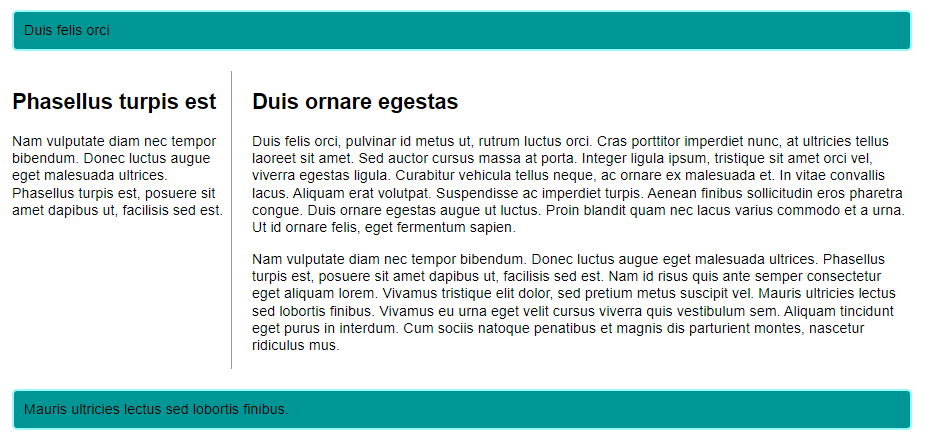 Duis felis orci
Phasellus turpis est
Nam vulputate diam nec tempor
bibendum. Donec luctus augue
eget malesuada ultrices.
Phasellus turpis est, posuere sit
amet dapibus ut, facilisis sed est.
Duis ornare egestas
Duis felis orci, pulvinar id metus ut, rutrum luctus orci. Cras porttitor imperdiet nunc, at ultricies tellus
laoreet sit amet. Sed auctor cursus massa at porta. Integer ligula ipsum, tristique sit amet orci vel,
viverra egestas ligula. Curabitur vehicula tellus neque, ac ornare ex malesuada et. In vitae convallis
lacus. Aliquam erat volutpat. Suspendisse ac imperdiet turpis. Aenean finibus sollicitudin eros pharetra
congue. Duis ornare egestas augue ut luctus. Proin blandit quam nec lacus varius commodo et a urna.
Ut id ornare felis, eget fermentum sapien.
Nam vulputate diam nec tempor bibendum. Donec luctus augue eget malesuada ultrices. Phasellus
turpis est, posuere sit amet dapibus ut, facilisis sed est. Nam id risus quis ante semper consectetur
eget aliquam lorem. Vivamus tristique elit dolor, sed pretium metus suscipit vel. Mauris ultricies lectus
sed lobortis finibus. Vivamus eu urna eget velit cursus viverra quis vestibulum sem. Aliquam tincidunt
eget purus in interdum. Cum sociis natoque penatibus et magnis dis parturient montes, nascetur
ridiculus mus.
Mauris ultricies lectus sed lobortis finibus.